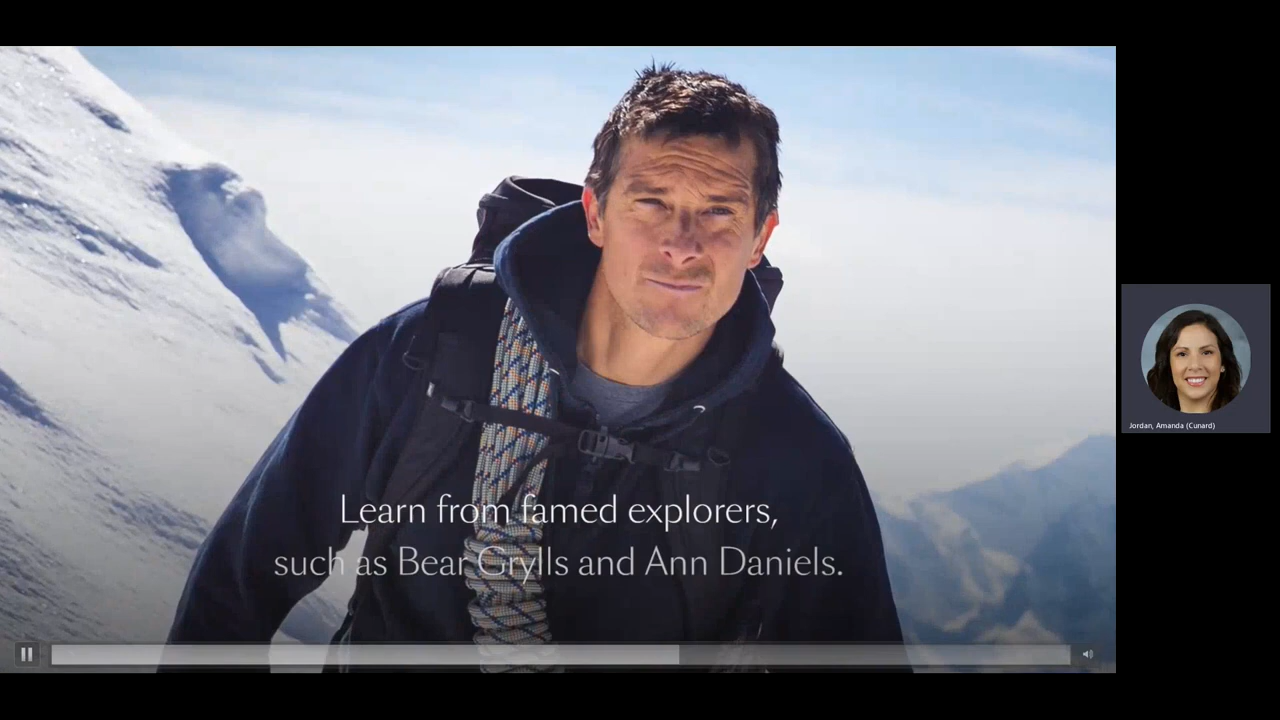 Learn from famed explorers,
such as Bear Grylls and Ann Daniels.
Jordan, Amanda (Cunard)